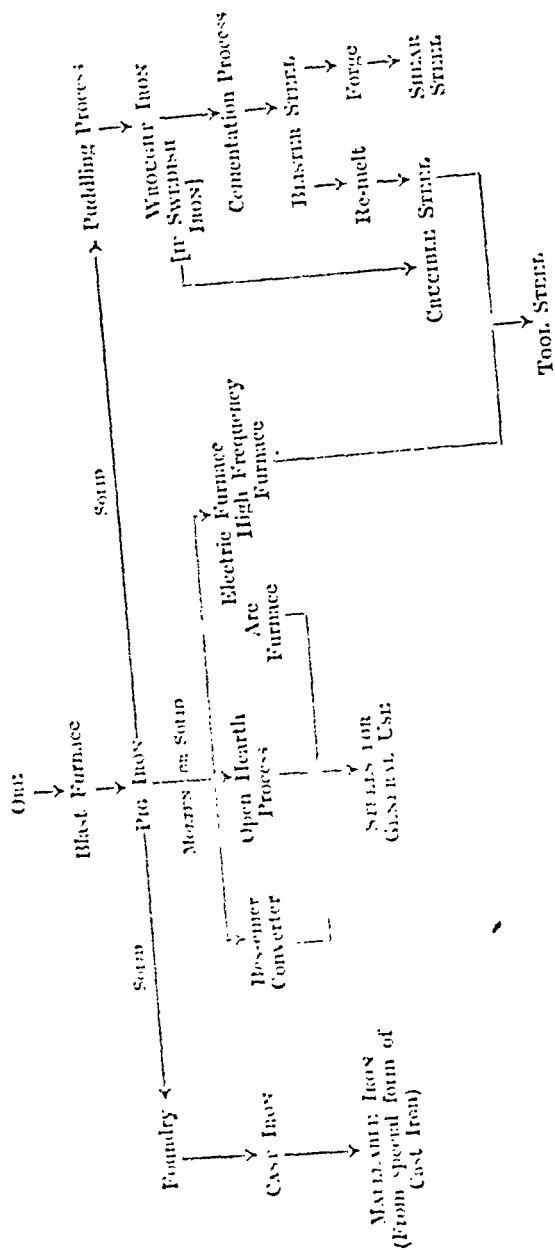 ORE
Blast Furnace
PIG IRON
SOLID
SOLID
MOLTEN OR SOLID
Foundry
CAST IRON
MALLEABLE IRON
(From special form of
Cast Iron)
Bessemer
Converter
Open Hearth
Process
STEELS FOR
GENERAL USE
Electric Furnace
Arc
Furnace
High Frequency
Furnace
Puddling Process
WROUGHT IRON
[IF SWEDISH
IRON]
Cementation Process
BLISTER STEEL
Re-melt
Forge
CRUCIBLE STEEL
SHEAR
STEEL
TOOL STEEL